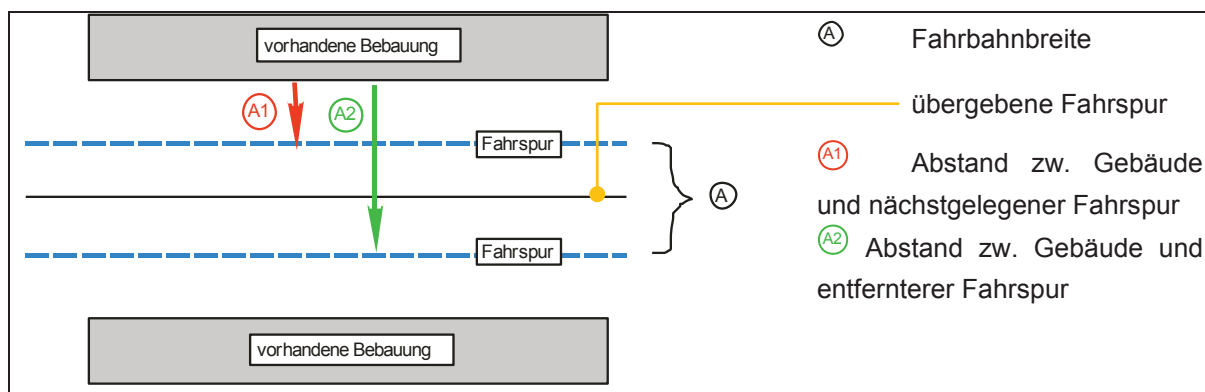 vorhandene Bebauung
A1
A2
Fahrspur
A
Fahrspur
vorhandene Bebauung
A Fahrbahnbreite
übergebene Fahrspur
A1 Abstand zw. Gebäude
und nächstgelegener Fahrspur
A2 Abstand zw. Gebäude und
entfernterer Fahrspur